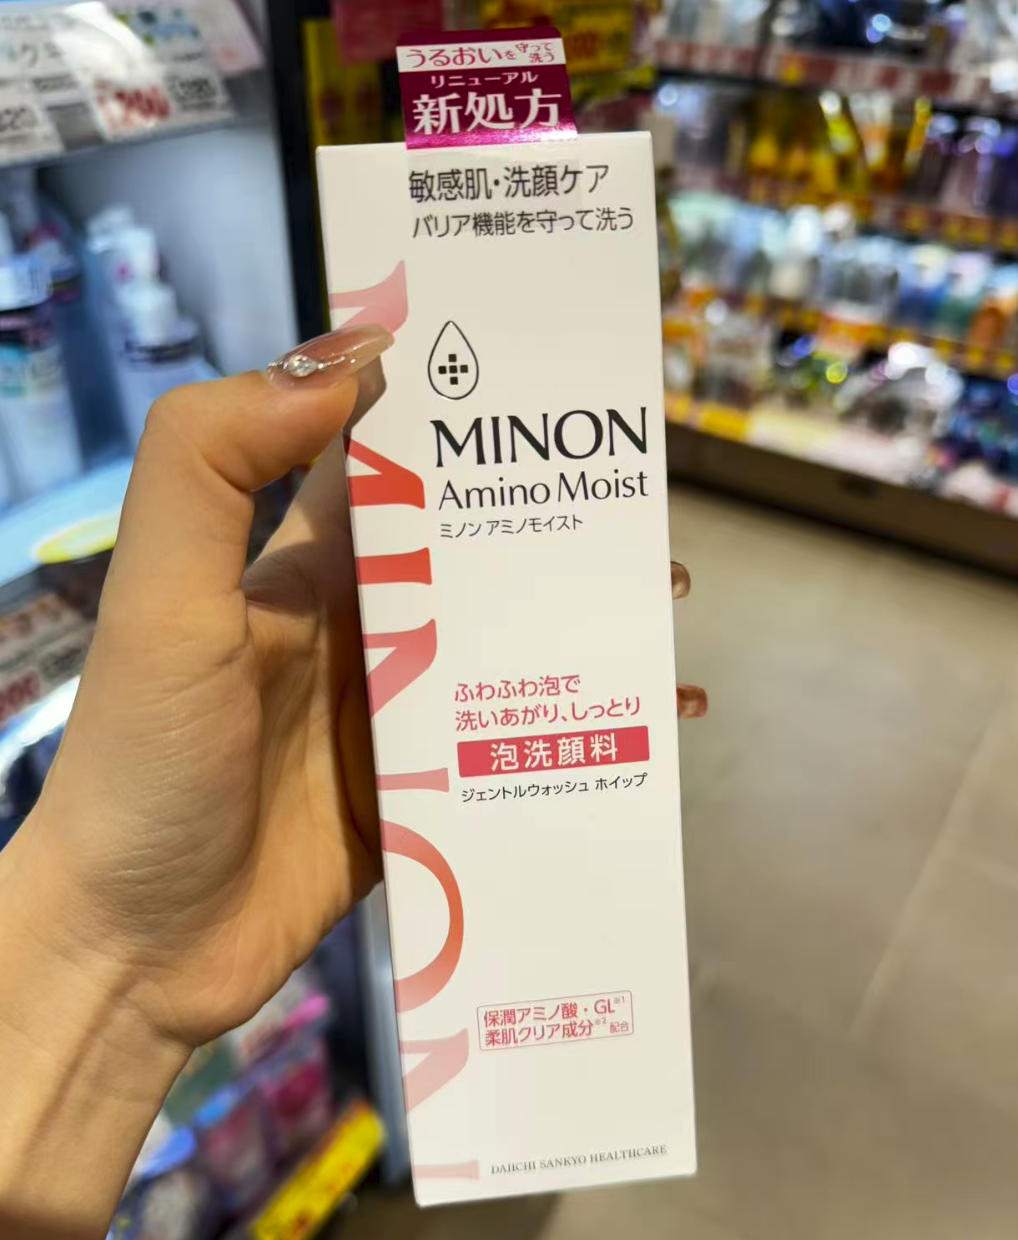 うるおいを守って洗う
リニューアル
新処方
敏感肌・洗顔ケア
バリア機能を守って洗う
MINON
MINON
Amino Moist
ミノン アミノモイスト
ふわふわ泡で
洗いあがり、しっとり
泡洗顔料
ジェントルウォッシュ ホイップ
保潤アミノ酸・GL※1
柔肌クリア成分※2 配合
DAIICHI SANKYO HEALTHCARE